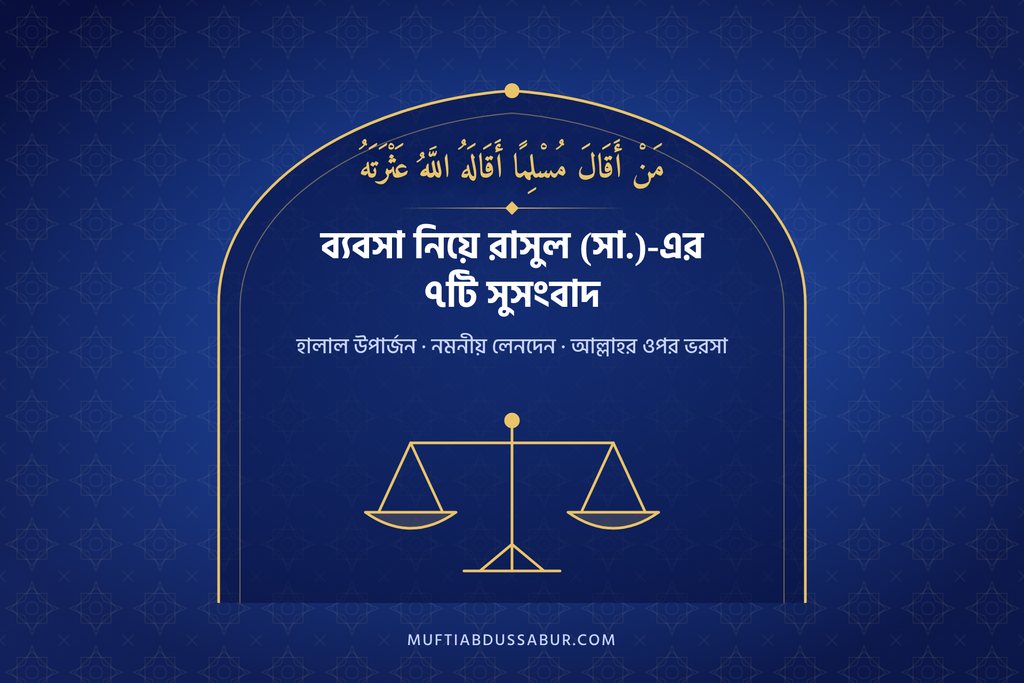 مَنْ أَقَالَ مُسْلِمًا أَقَالَهُ اللَّهُ عَثْرَتَهُ
ব্যবসা নিয়ে রাসুল (সা.)-এর
৭টি সুসংবাদ
হালাল উপার্জন · নমনীয় লেনদেন · আল্লাহর ওপর ভরসা
MUFTIABDUSSABUR.COM